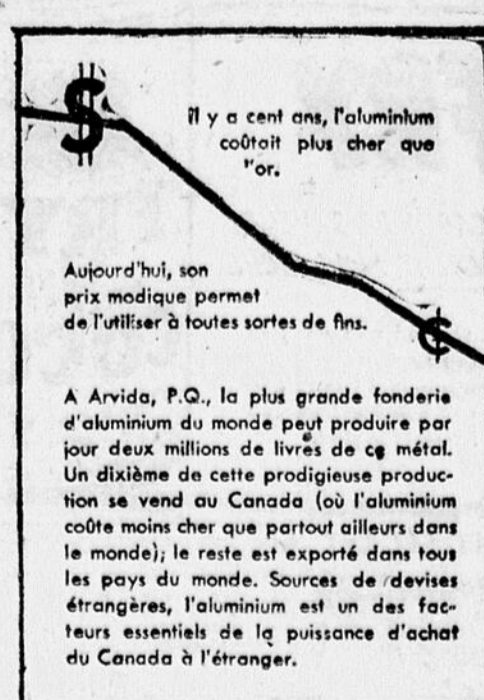 $
Il y a cent ans, l'aluminium
coûtait plus cher que
l'or.
Aujourd'hui, son
prix modique permet
de l'utiliser à toutes sortes de fins.
¢
A Arvida, P.Q., la plus grande fonderie
d'aluminium du monde peut produire par
jour deux millions de livres de ce métal.
Un dixième de cette prodigieuse produc-
tion se vend au Canada (où l'aluminium
coûte moins cher que partout ailleurs dans
le monde); le reste est exporté dans tous
les pays du monde. Sources de devises
étrangères, l'aluminium est un des fac-
teurs essentiels de la puissance d'achat
du Canada à l'étranger.